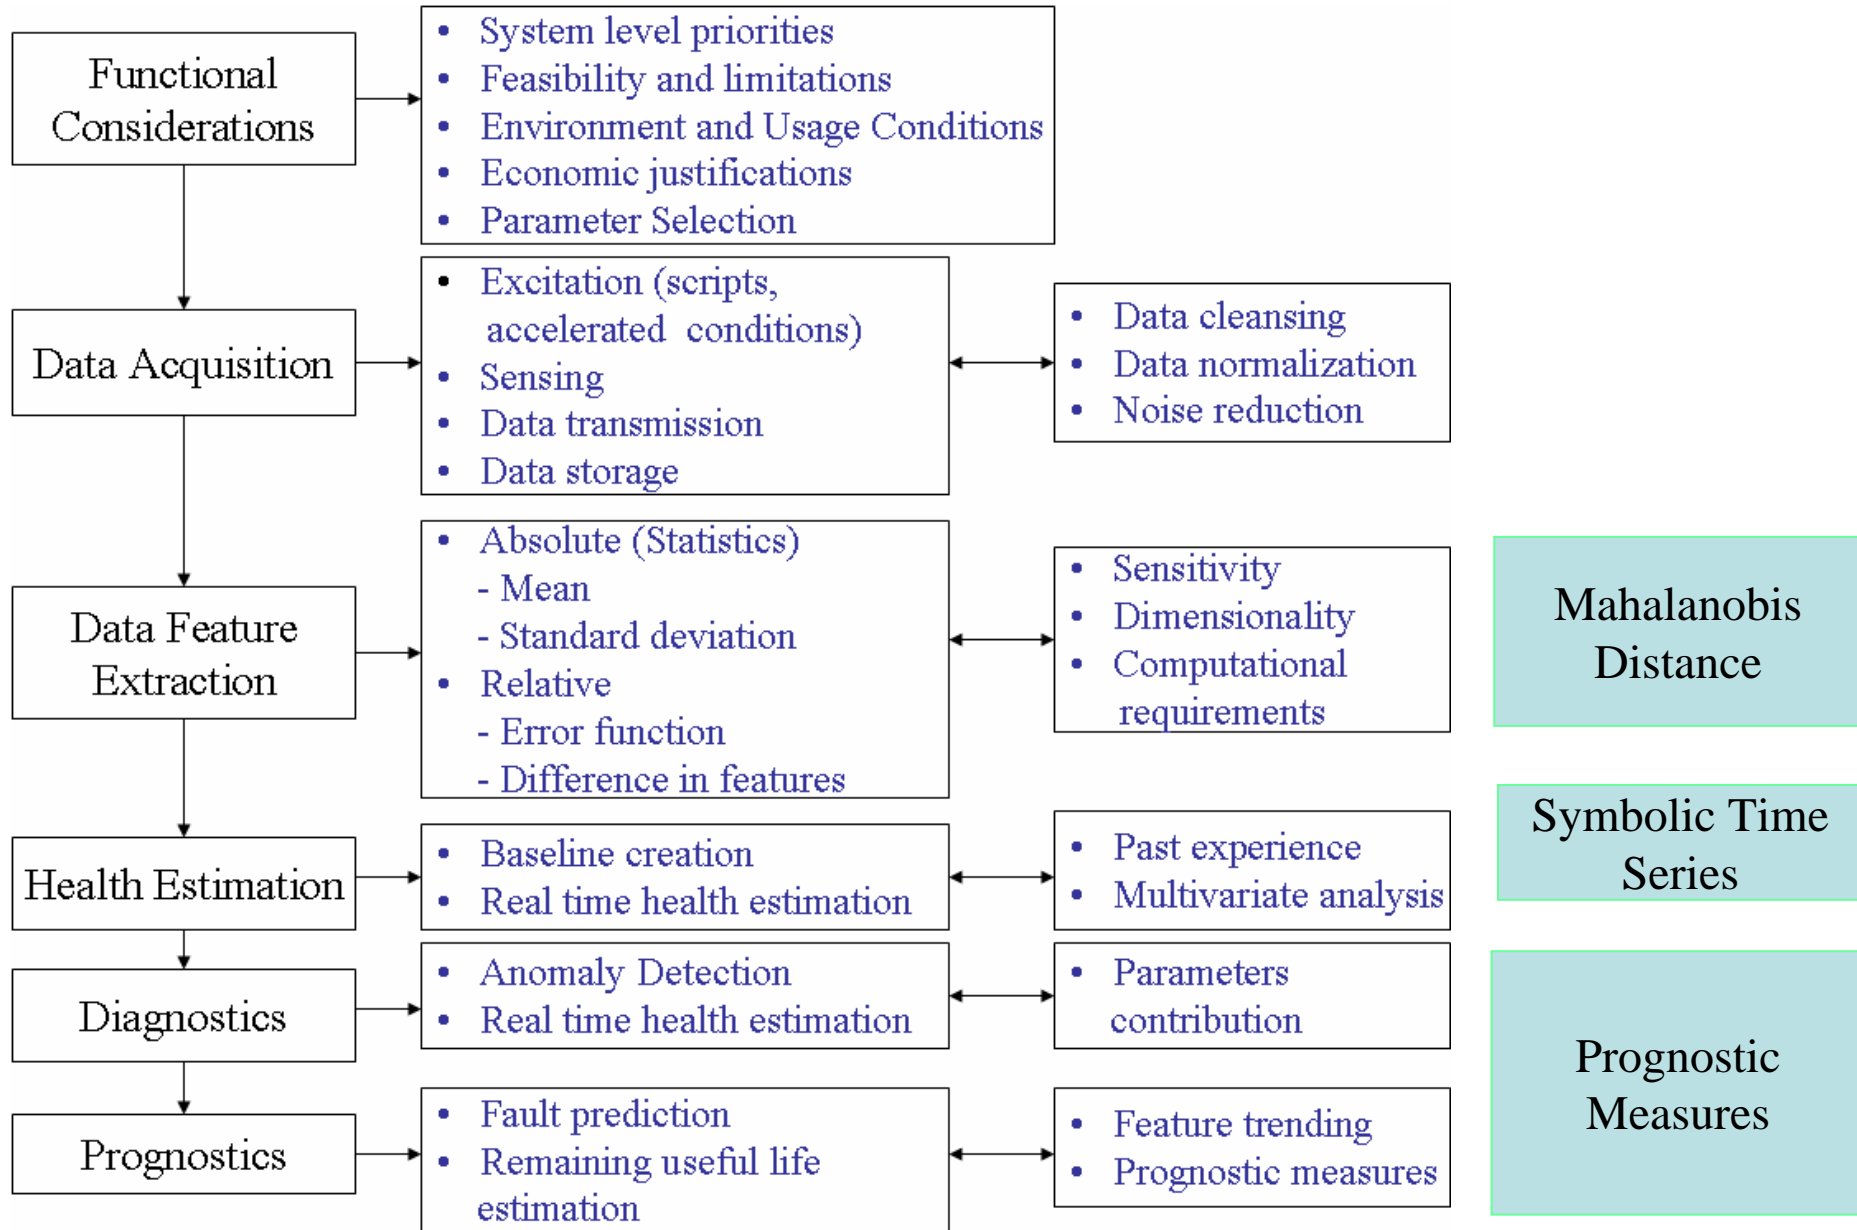 Functional
Considerations
• System level priorities
• Feasibility and limitations
• Environment and Usage Conditions
• Economic justifications
• Parameter Selection
Data Acquisition
• Excitation (scripts,
accelerated conditions)
• Sensing
• Data transmission
• Data storage
• Data cleansing
• Data normalization
• Noise reduction
Data Feature
Extraction
• Absolute (Statistics)
- Mean
- Standard deviation
• Relative
- Error function
- Difference in features
• Sensitivity
• Dimensionality
• Computational
requirements
Mahalanobis
Distance
Health Estimation
• Baseline creation
• Real time health estimation
• Past experience
• Multivariate analysis
Symbolic Time
Series
Diagnostics
• Anomaly Detection
• Real time health estimation
• Parameters
contribution
Prognostics
• Fault prediction
• Remaining useful life
estimation
• Feature trending
• Prognostic measures
Prognostic
Measures